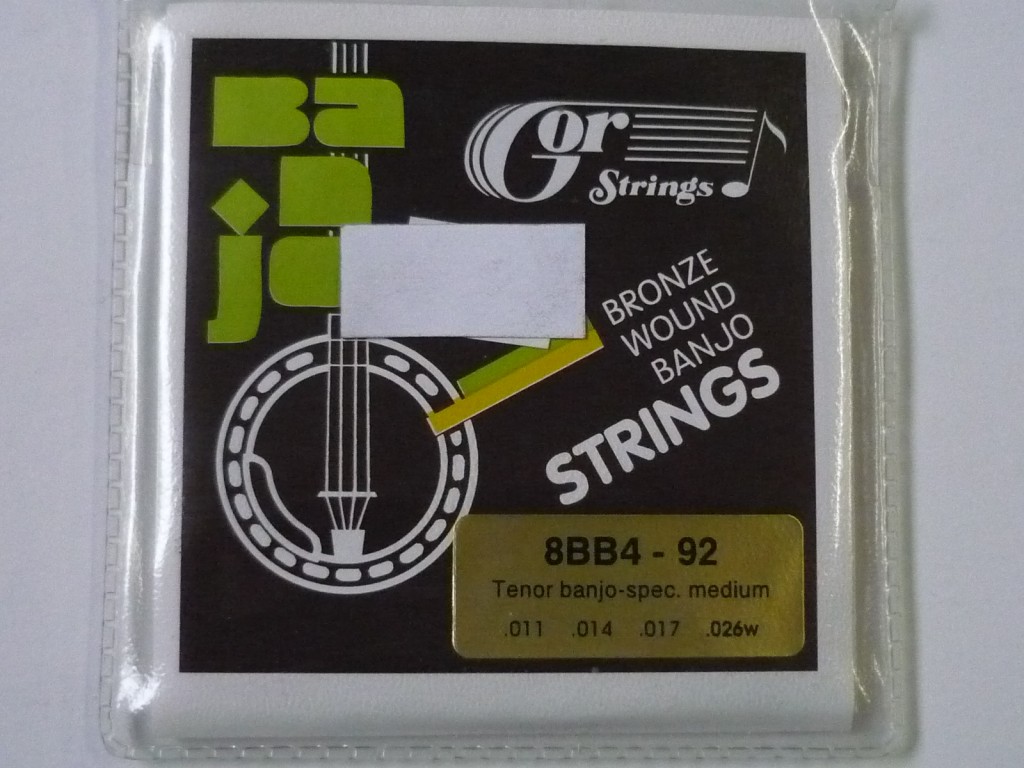 Ba
n
jo
Gor
Strings
BRONZE
WOUND
BANJO
STRINGS
8BB4 - 92
Tenor banjo-spec. medium
.011 .014 .017 .026w